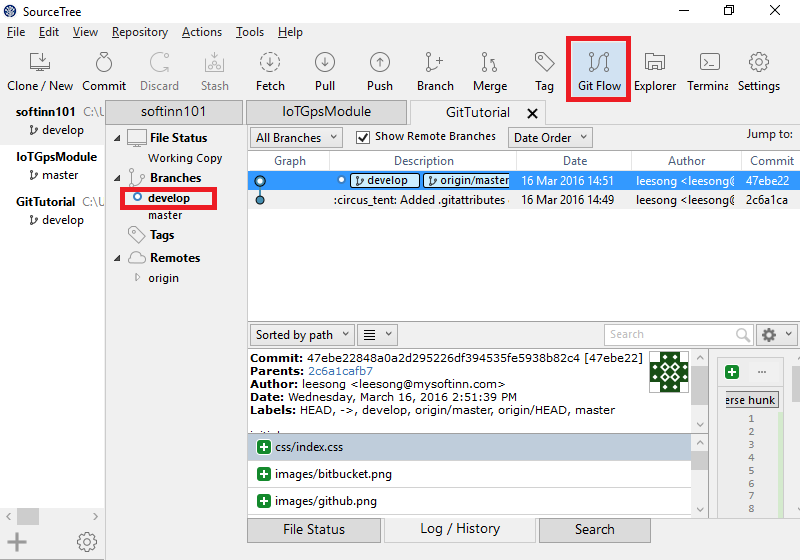 SourceTree
File Edit View Repository Actions Tools Help
Clone / New Commit Discard Stash Fetch Pull Push Branch Merge Tag Git Flow Explorer Termina Settings
softinn101 C:\U
develop
IoTGpsModule
master
GitTutorial C:\U
develop
softinn101 IoTGpsModule GitTutorial
File Status
Working Copy
Branches
develop
master
Tags
Remotes
origin
All Branches Show Remote Branches Date Order Jump to:
Graph Description Date Author Commit
develop origin/master 16 Mar 2016 14:51 leesong <leesong@ 47ebe22
:circus_tent: Added .gitattributes 16 Mar 2016 14:49 leesong <leesong@ 2c6a1ca
Sorted by path Search
Commit: 47ebe22848a0a2d295226df394535fe5938b82c4 [47ebe22]
Parents: 2c6a1cafb7
Author: leesong <leesong@mysoftinn.com>
Date: Wednesday, March 16, 2016 2:51:39 PM
Labels: HEAD, ->, develop, origin/master, origin/HEAD, master
css/index.css
images/bitbucket.png
images/github.png
...
erse hunk
1
2
3
4
5
6
7
8
File Status Log / History Search